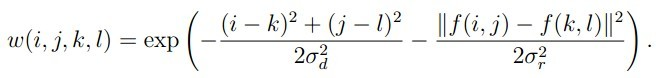 w(i, j, k, l) = exp ( − (i − k)² + (j − l)² / 2σ_d² − ‖f(i, j) − f(k, l)‖² / 2σ_r² ) .